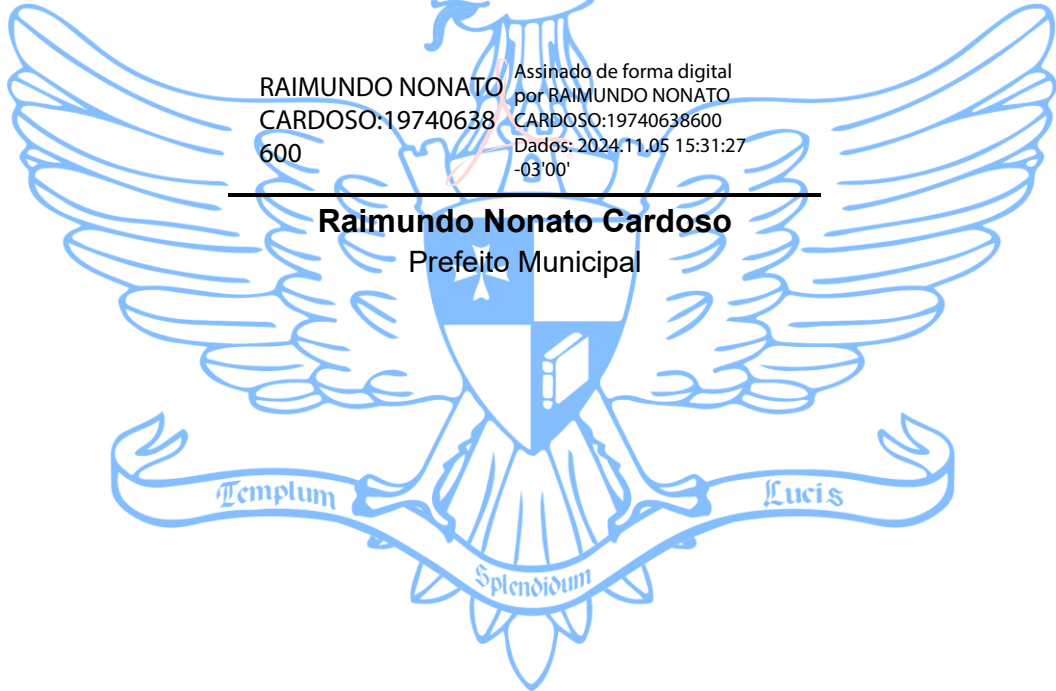 RAIMUNDO NONATO
CARDOSO:19740638
600
Assinado de forma digital
por RAIMUNDO NONATO
CARDOSO:19740638600
Dados: 2024.11.05 15:31:27
-03'00'
Raimundo Nonato Cardoso
Prefeito Municipal
Templum
Splendidum
Lucis